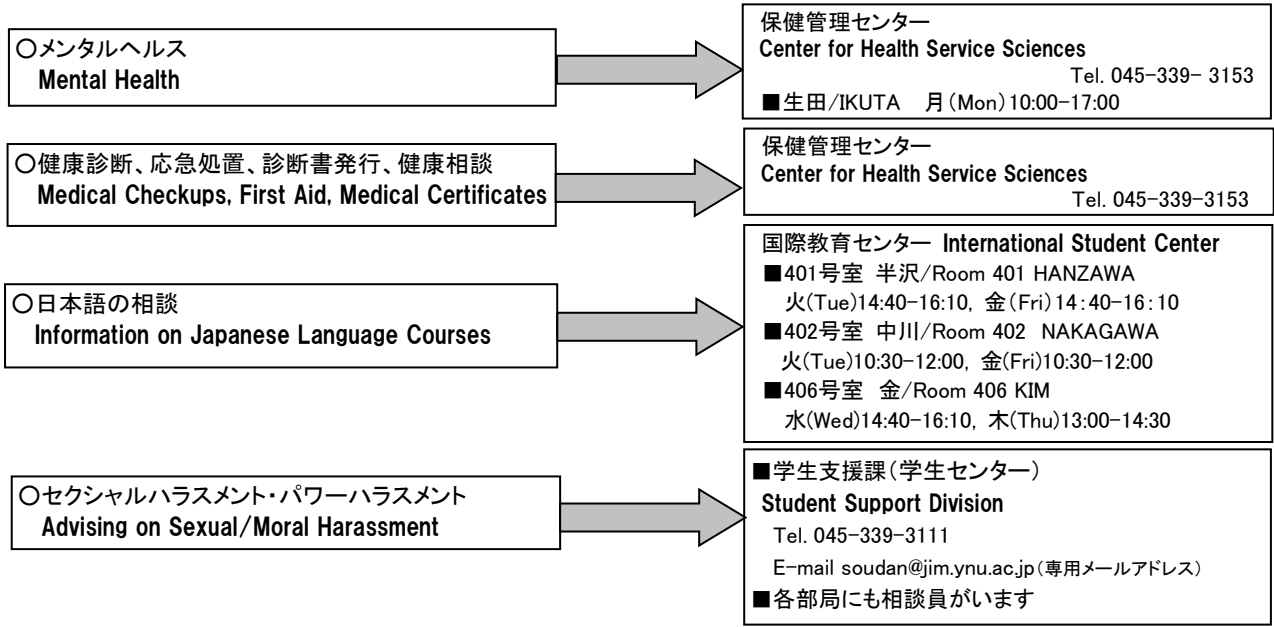 〇メンタルヘルス
Mental Health
保健管理センター
Center for Health Service Sciences
Tel. 045-339- 3153
■生田/IKUTA 月(Mon)10:00-17:00
〇健康診断、応急処置、診断書発行、健康相談
Medical Checkups, First Aid, Medical Certificates
保健管理センター
Center for Health Service Sciences
Tel. 045-339-3153
〇日本語の相談
Information on Japanese Language Courses
国際教育センター International Student Center
■401号室 半沢/Room 401 HANZAWA
火(Tue)14:40-16:10, 金(Fri)14:40-16:10
■402号室 中川/Room 402 NAKAGAWA
火(Tue)10:30-12:00, 金(Fri)10:30-12:00
■406号室 金/Room 406 KIM
水(Wed)14:40-16:10, 木(Thu)13:00-14:30
〇セクシャルハラスメント・パワーハラスメント
Advising on Sexual/Moral Harassment
■学生支援課(学生センター)
Student Support Division
Tel. 045-339-3111
E-mail soudan@jim.ynu.ac.jp(専用メールアドレス)
■各部局にも相談員がいます